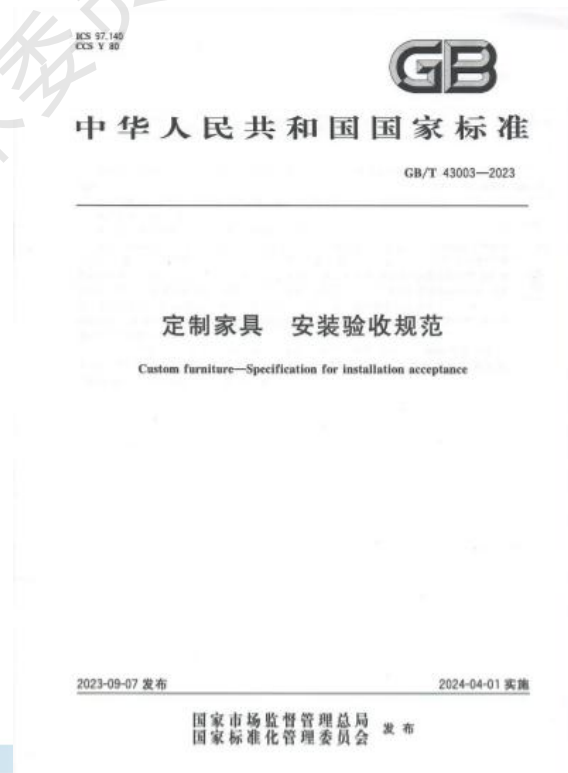 ICS 97.140
CCS Y 80
GB
中华人民共和国国家标准
GB/T 43003—2023
定制家具 安装验收规范
Custom furniture—Specification for installation acceptance
2023-09-07 发布
2024-04-01 实施
国家市场监督管理总局
国家标准化管理委员会
发布